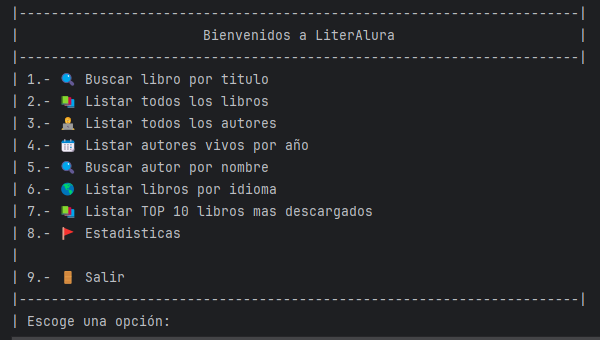 |--------------------------------------------------------------------|
|                      Bienvenidos a LiterAlura                      |
|--------------------------------------------------------------------|
| 1.- 🔍 Buscar libro por titulo
| 2.- 📚 Listar todos los libros
| 3.- 🧑‍💻 Listar todos los autores
| 4.- 📅 Listar autores vivos por año
| 5.- 🔍 Buscar autor por nombre
| 6.- 🌎 Listar libros por idioma
| 7.- 📚 Listar TOP 10 libros mas descargados
| 8.- 🚩 Estadisticas
|
| 9.- 🚪 Salir
|--------------------------------------------------------------------|
| Escoge una opción: